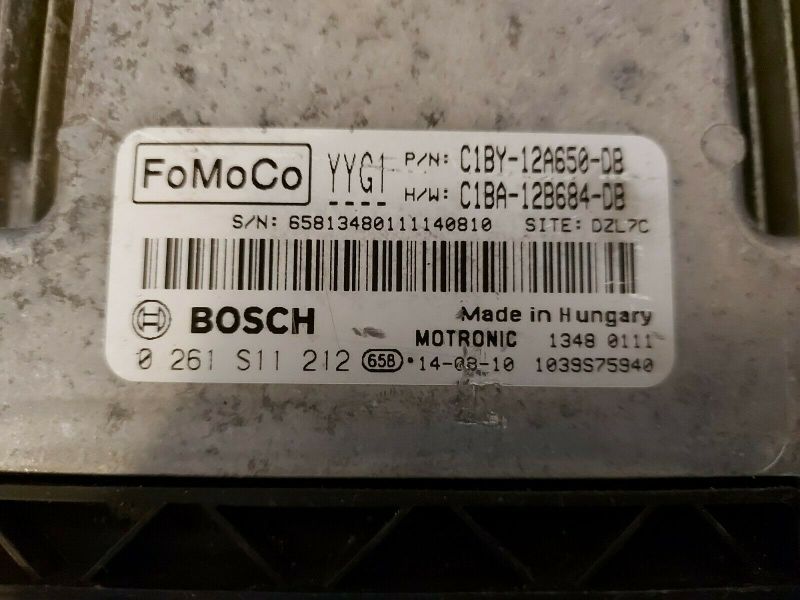 FoMoCo YYG1 P/N: C1BY-12A650-DB
H/W: C1BA-12B684-DB
S/N: 65813480111140810 SITE: DZL7C
BOSCH Made in Hungary
MOTRONIC 1348 0111
0 261 S11 212 65B •14-08-10 1039S75940